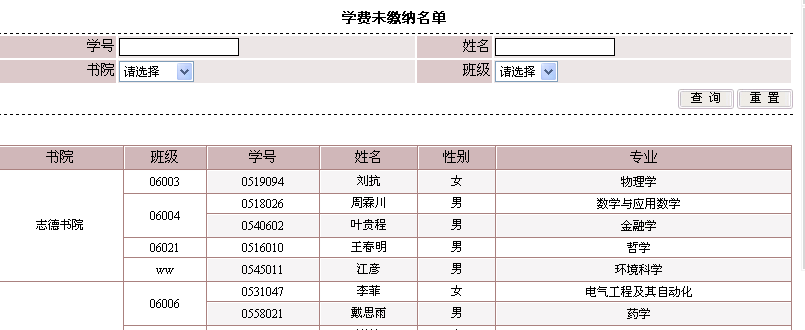 学费未缴纳名单
学号 姓名
书院 请选择 班级 请选择
查 询 重 置
书院 班级 学号 姓名 性别 专业
06003 0519094 刘抗 女 物理学
0518026 周霖川 男 数学与应用数学
06004
志德书院 0540602 叶贵程 男 金融学
06021 0516010 王春明 男 哲学
ww 0545011 江彦 男 环境科学
0531047 李菲 女 电气工程及其自动化
06006
0558021 戴思雨 男 药学